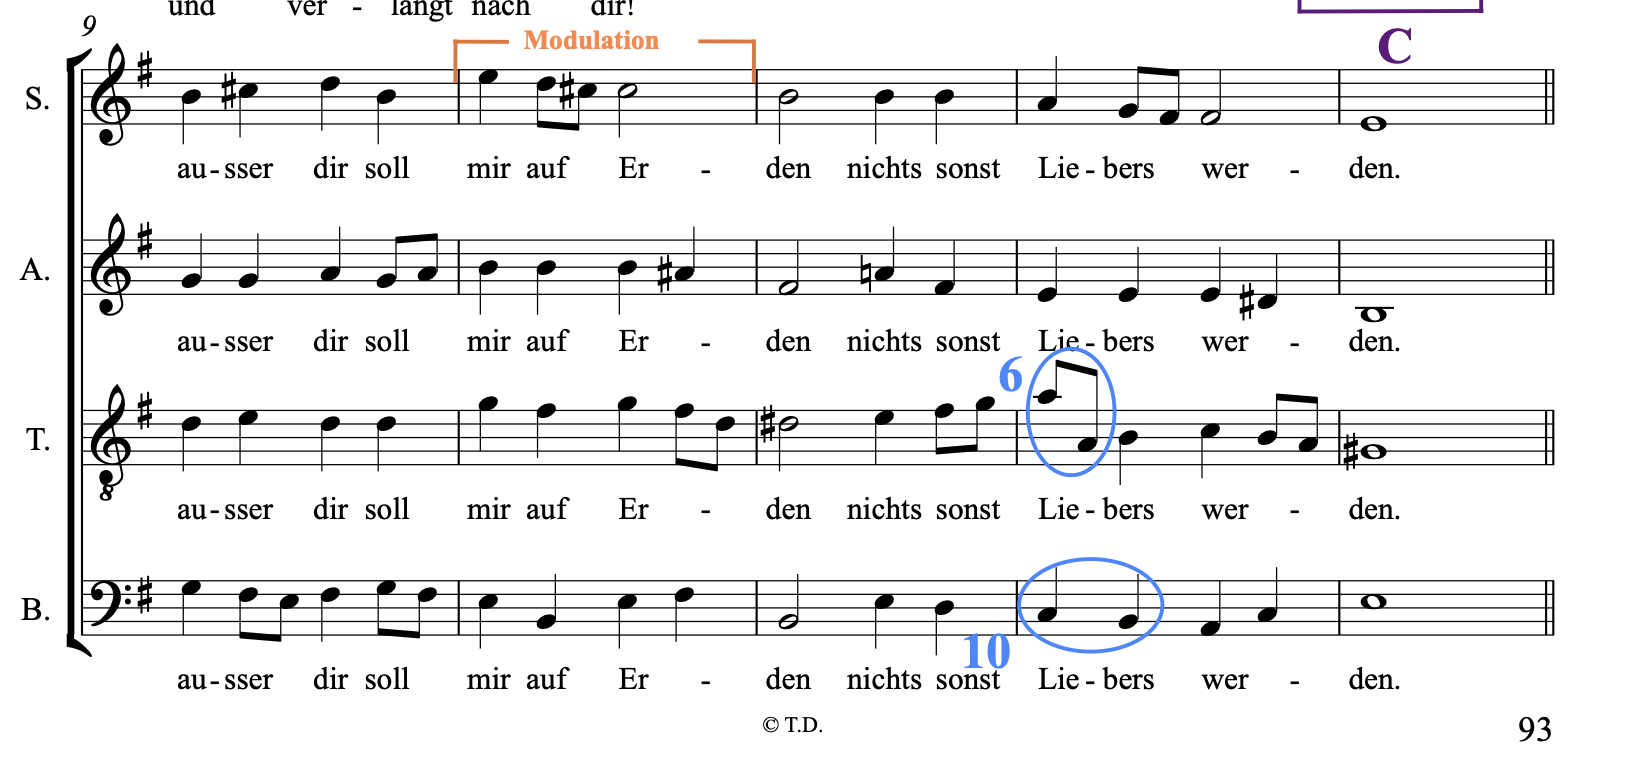 und ver - langt nach dir!
9
Modulation
C
S.
au-sser dir soll mir auf Er - den nichts sonst Lie-bers wer - den.
A.
au-sser dir soll mir auf Er - den nichts sonst Lie-bers wer - den.
6
T.
8
au-sser dir soll mir auf Er - den nichts sonst Lie-bers wer - den.
B.
10
au-sser dir soll mir auf Er - den nichts sonst Lie-bers wer - den.
© T.D.
93